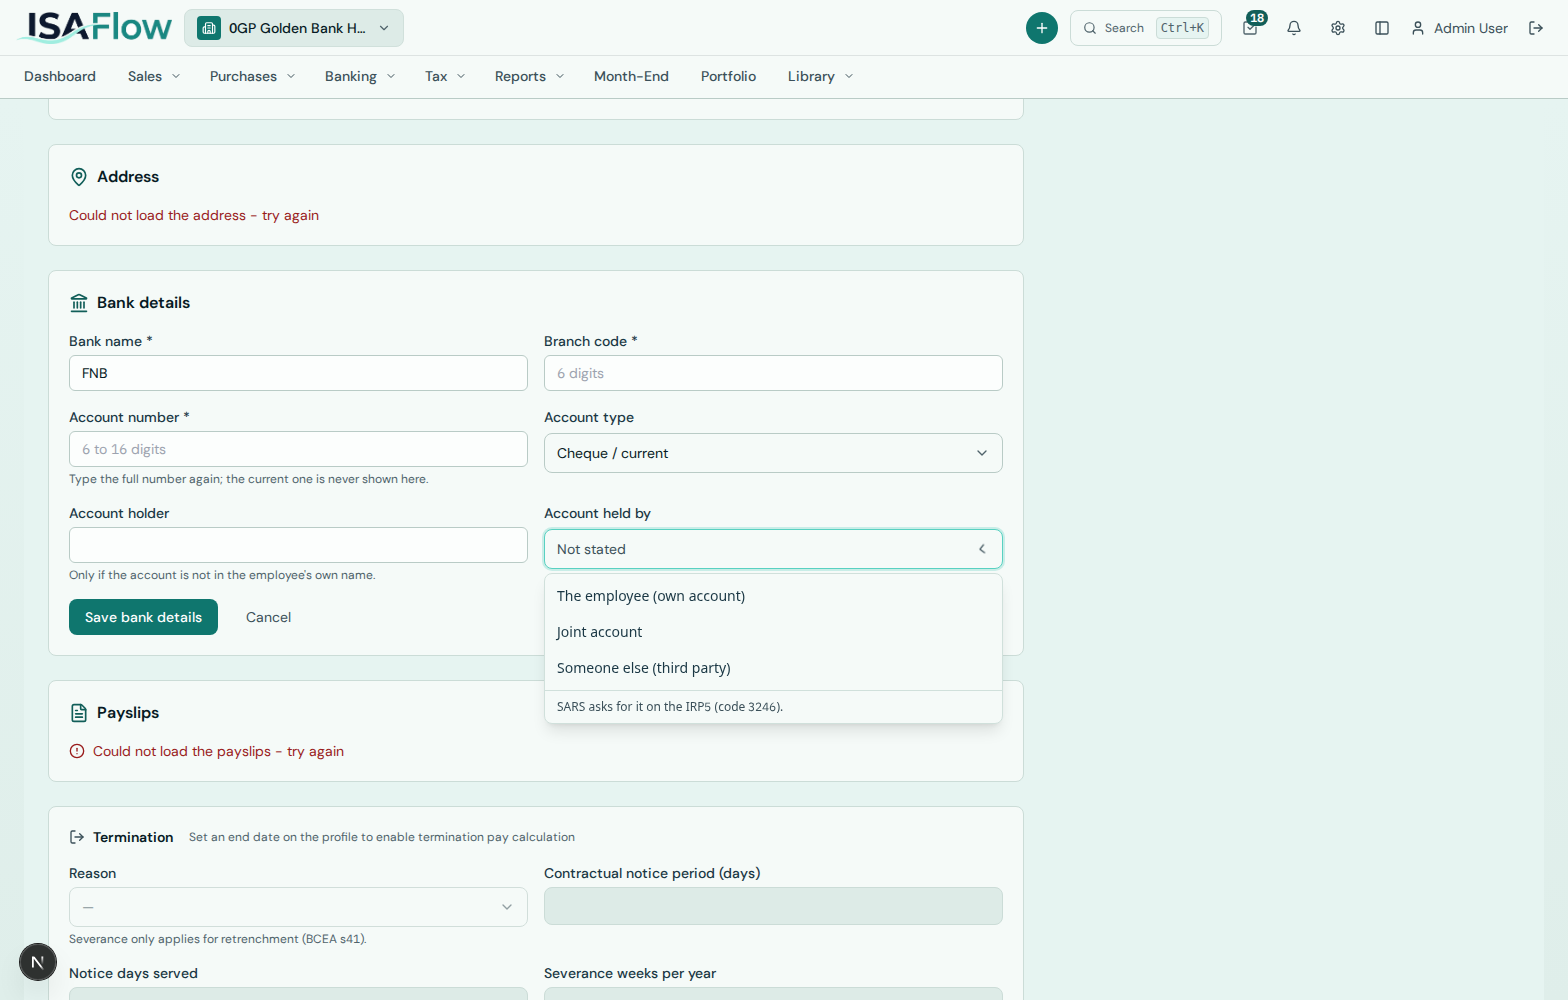 ISAFlow
0GP Golden Bank H...
Search Ctrl+K
18
Admin User
Dashboard Sales Purchases Banking Tax Reports Month-End Portfolio Library
Address
Could not load the address - try again
Bank details
Bank name * Branch code *
FNB 6 digits
Account number * Account type
6 to 16 digits Cheque / current
Type the full number again; the current one is never shown here.
Account holder Account held by
Not stated
Only if the account is not in the employee's own name.
The employee (own account)
Save bank details Cancel
Joint account
Someone else (third party)
SARS asks for it on the IRP5 (code 3246).
Payslips
Could not load the payslips - try again
Termination Set an end date on the profile to enable termination pay calculation
Reason Contractual notice period (days)
—
Severance only applies for retrenchment (BCEA s41).
N
Notice days served Severance weeks per year